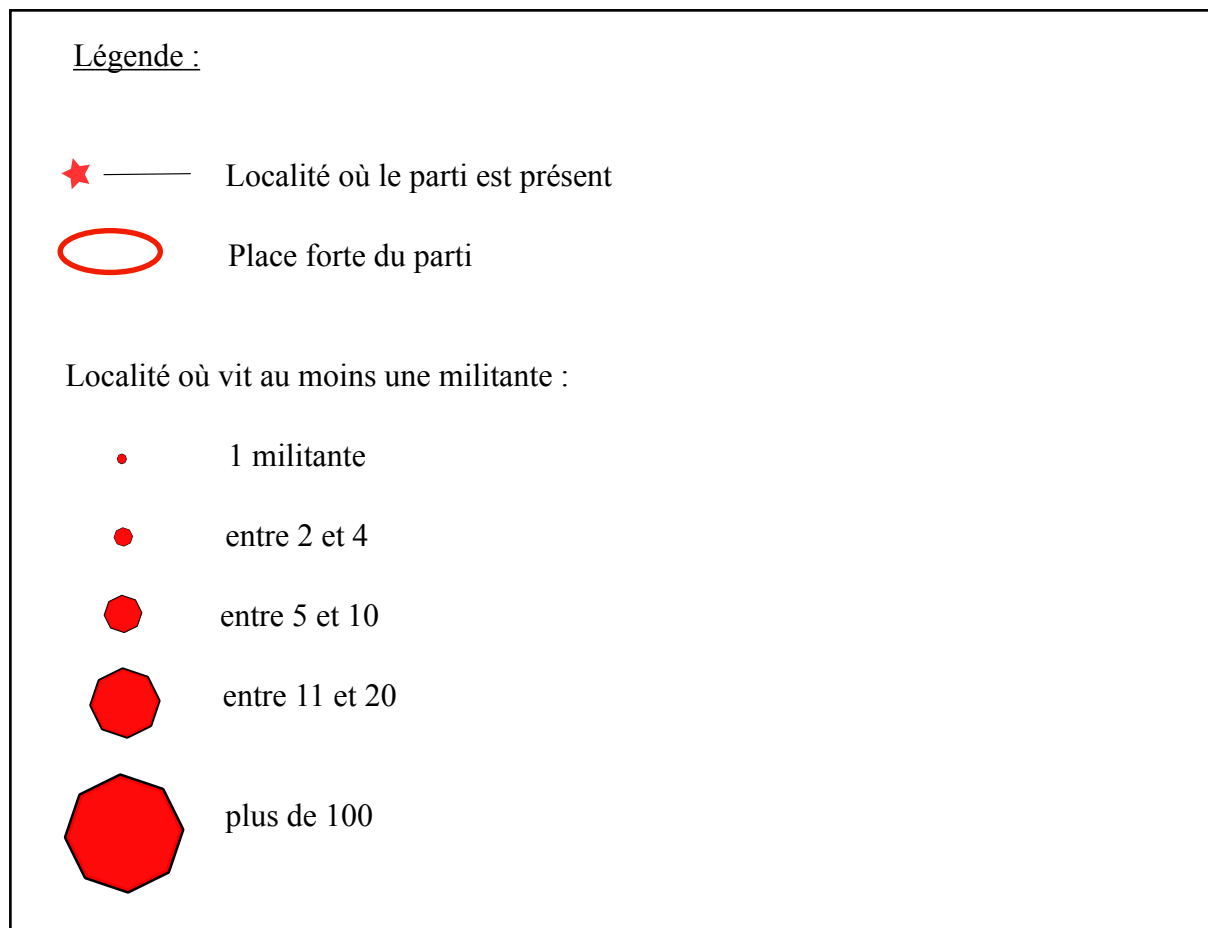 Légende :
Localité où le parti est présent
Place forte du parti
Localité où vit au moins une militante :
1 militante
entre 2 et 4
entre 5 et 10
entre 11 et 20
plus de 100